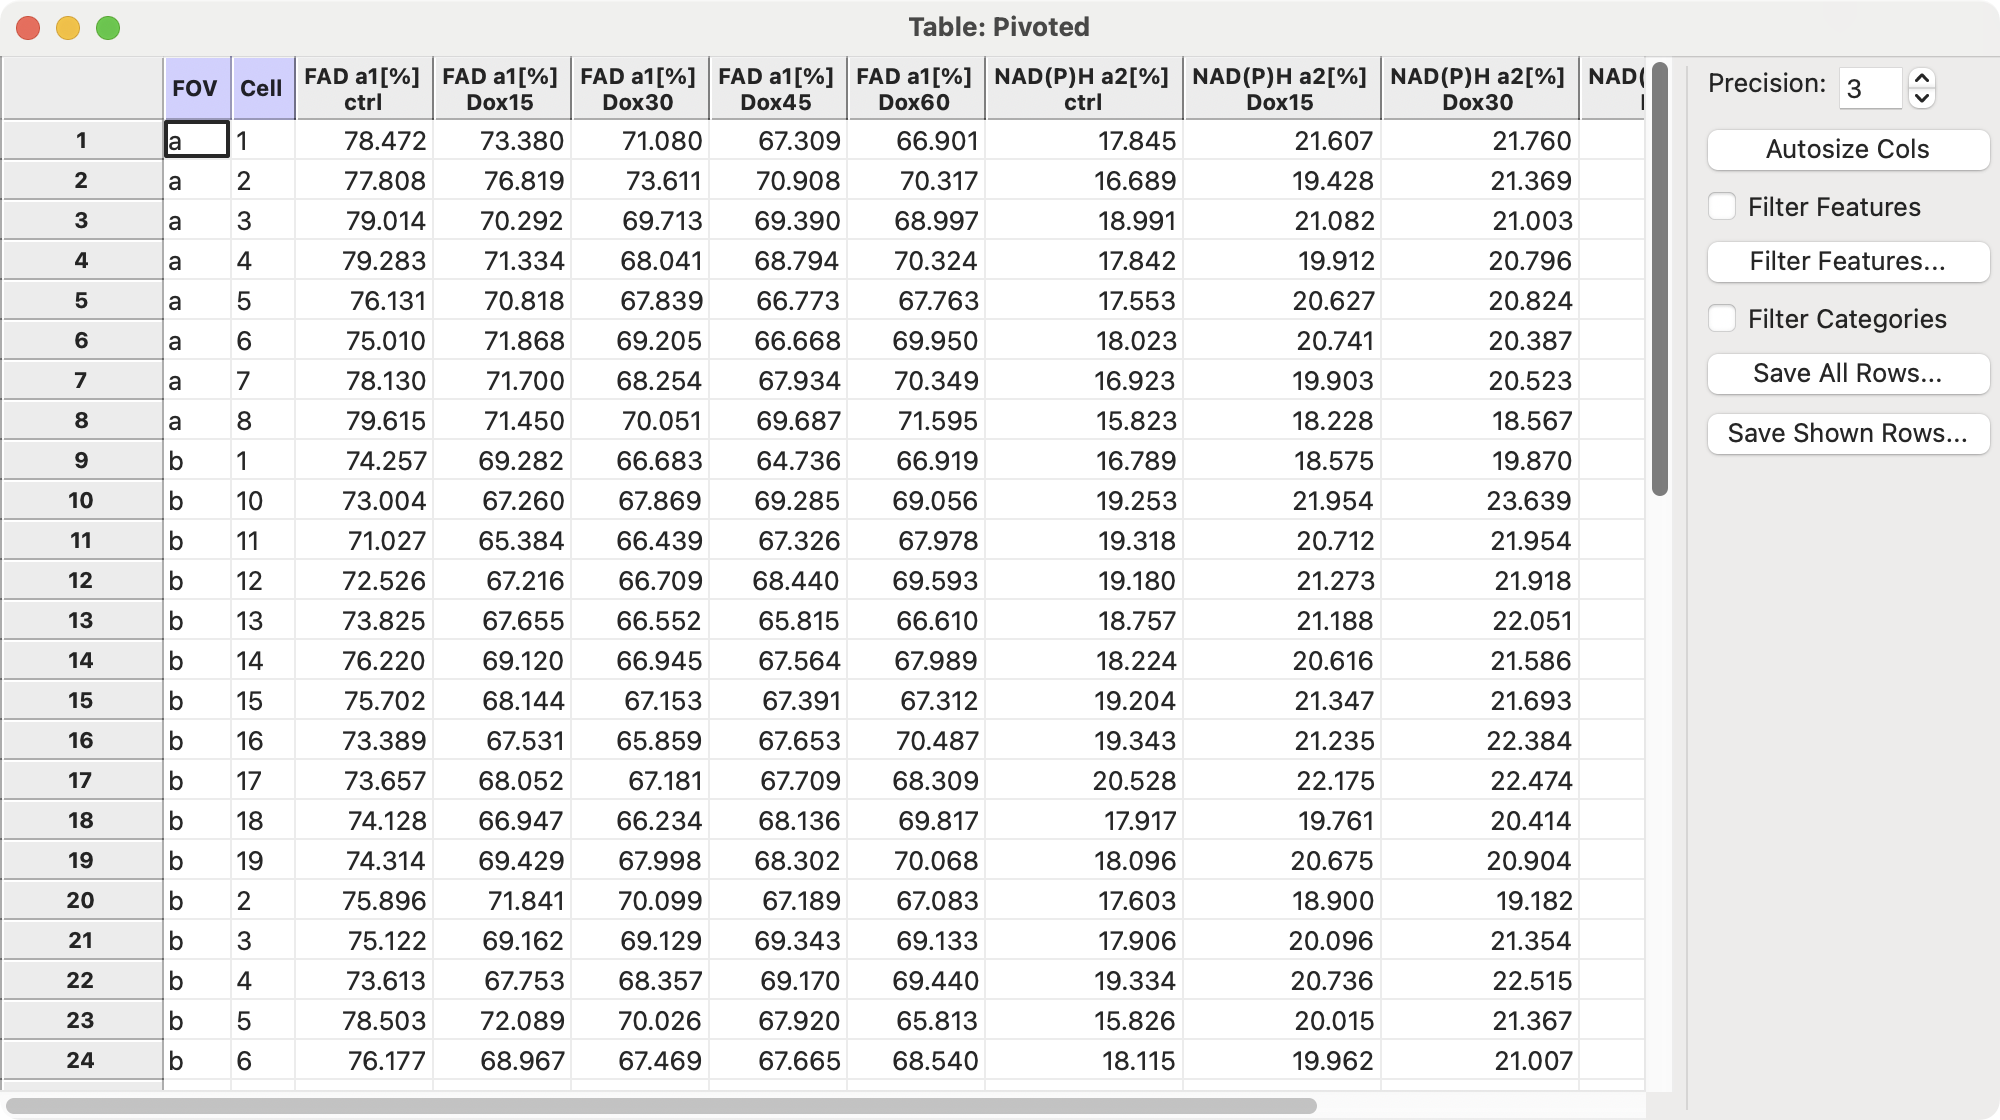 Table: Pivoted
FOV Cell FAD a1[%] ctrl FAD a1[%] Dox15 FAD a1[%] Dox30 FAD a1[%] Dox45 FAD a1[%] Dox60 NAD(P)H a2[%] ctrl NAD(P)H a2[%] Dox15 NAD(P)H a2[%] Dox30 NAD(
1 a 1 78.472 73.380 71.080 67.309 66.901 17.845 21.607 21.760
2 a 2 77.808 76.819 73.611 70.908 70.317 16.689 19.428 21.369
3 a 3 79.014 70.292 69.713 69.390 68.997 18.991 21.082 21.003
4 a 4 79.283 71.334 68.041 68.794 70.324 17.842 19.912 20.796
5 a 5 76.131 70.818 67.839 66.773 67.763 17.553 20.627 20.824
6 a 6 75.010 71.868 69.205 66.668 69.950 18.023 20.741 20.387
7 a 7 78.130 71.700 68.254 67.934 70.349 16.923 19.903 20.523
8 a 8 79.615 71.450 70.051 69.687 71.595 15.823 18.228 18.567
9 b 1 74.257 69.282 66.683 64.736 66.919 16.789 18.575 19.870
10 b 10 73.004 67.260 67.869 69.285 69.056 19.253 21.954 23.639
11 b 11 71.027 65.384 66.439 67.326 67.978 19.318 20.712 21.954
12 b 12 72.526 67.216 66.709 68.440 69.593 19.180 21.273 21.918
13 b 13 73.825 67.655 66.552 65.815 66.610 18.757 21.188 22.051
14 b 14 76.220 69.120 66.945 67.564 67.989 18.224 20.616 21.586
15 b 15 75.702 68.144 67.153 67.391 67.312 19.204 21.347 21.693
16 b 16 73.389 67.531 65.859 67.653 70.487 19.343 21.235 22.384
17 b 17 73.657 68.052 67.181 67.709 68.309 20.528 22.175 22.474
18 b 18 74.128 66.947 66.234 68.136 69.817 17.917 19.761 20.414
19 b 19 74.314 69.429 67.998 68.302 70.068 18.096 20.675 20.904
20 b 2 75.896 71.841 70.099 67.189 67.083 17.603 18.900 19.182
21 b 3 75.122 69.162 69.129 69.343 69.133 17.906 20.096 21.354
22 b 4 73.613 67.753 68.357 69.170 69.440 19.334 20.736 22.515
23 b 5 78.503 72.089 70.026 67.920 65.813 15.826 20.015 21.367
24 b 6 76.177 68.967 67.469 67.665 68.540 18.115 19.962 21.007
Precision: 3
Autosize Cols
Filter Features
Filter Features...
Filter Categories
Save All Rows...
Save Shown Rows...